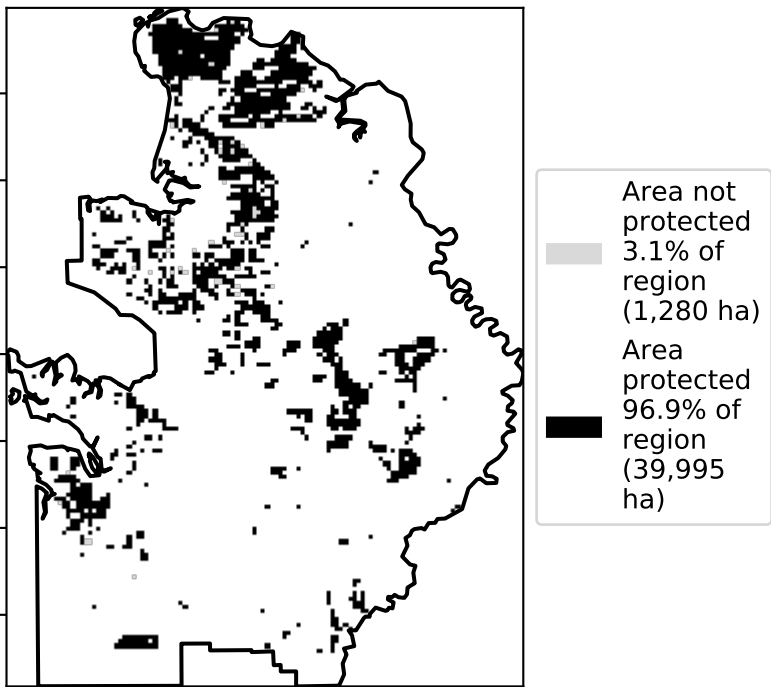 Area not
protected
3.1% of
region
(1,280 ha)
Area
protected
96.9% of
region
(39,995
ha)